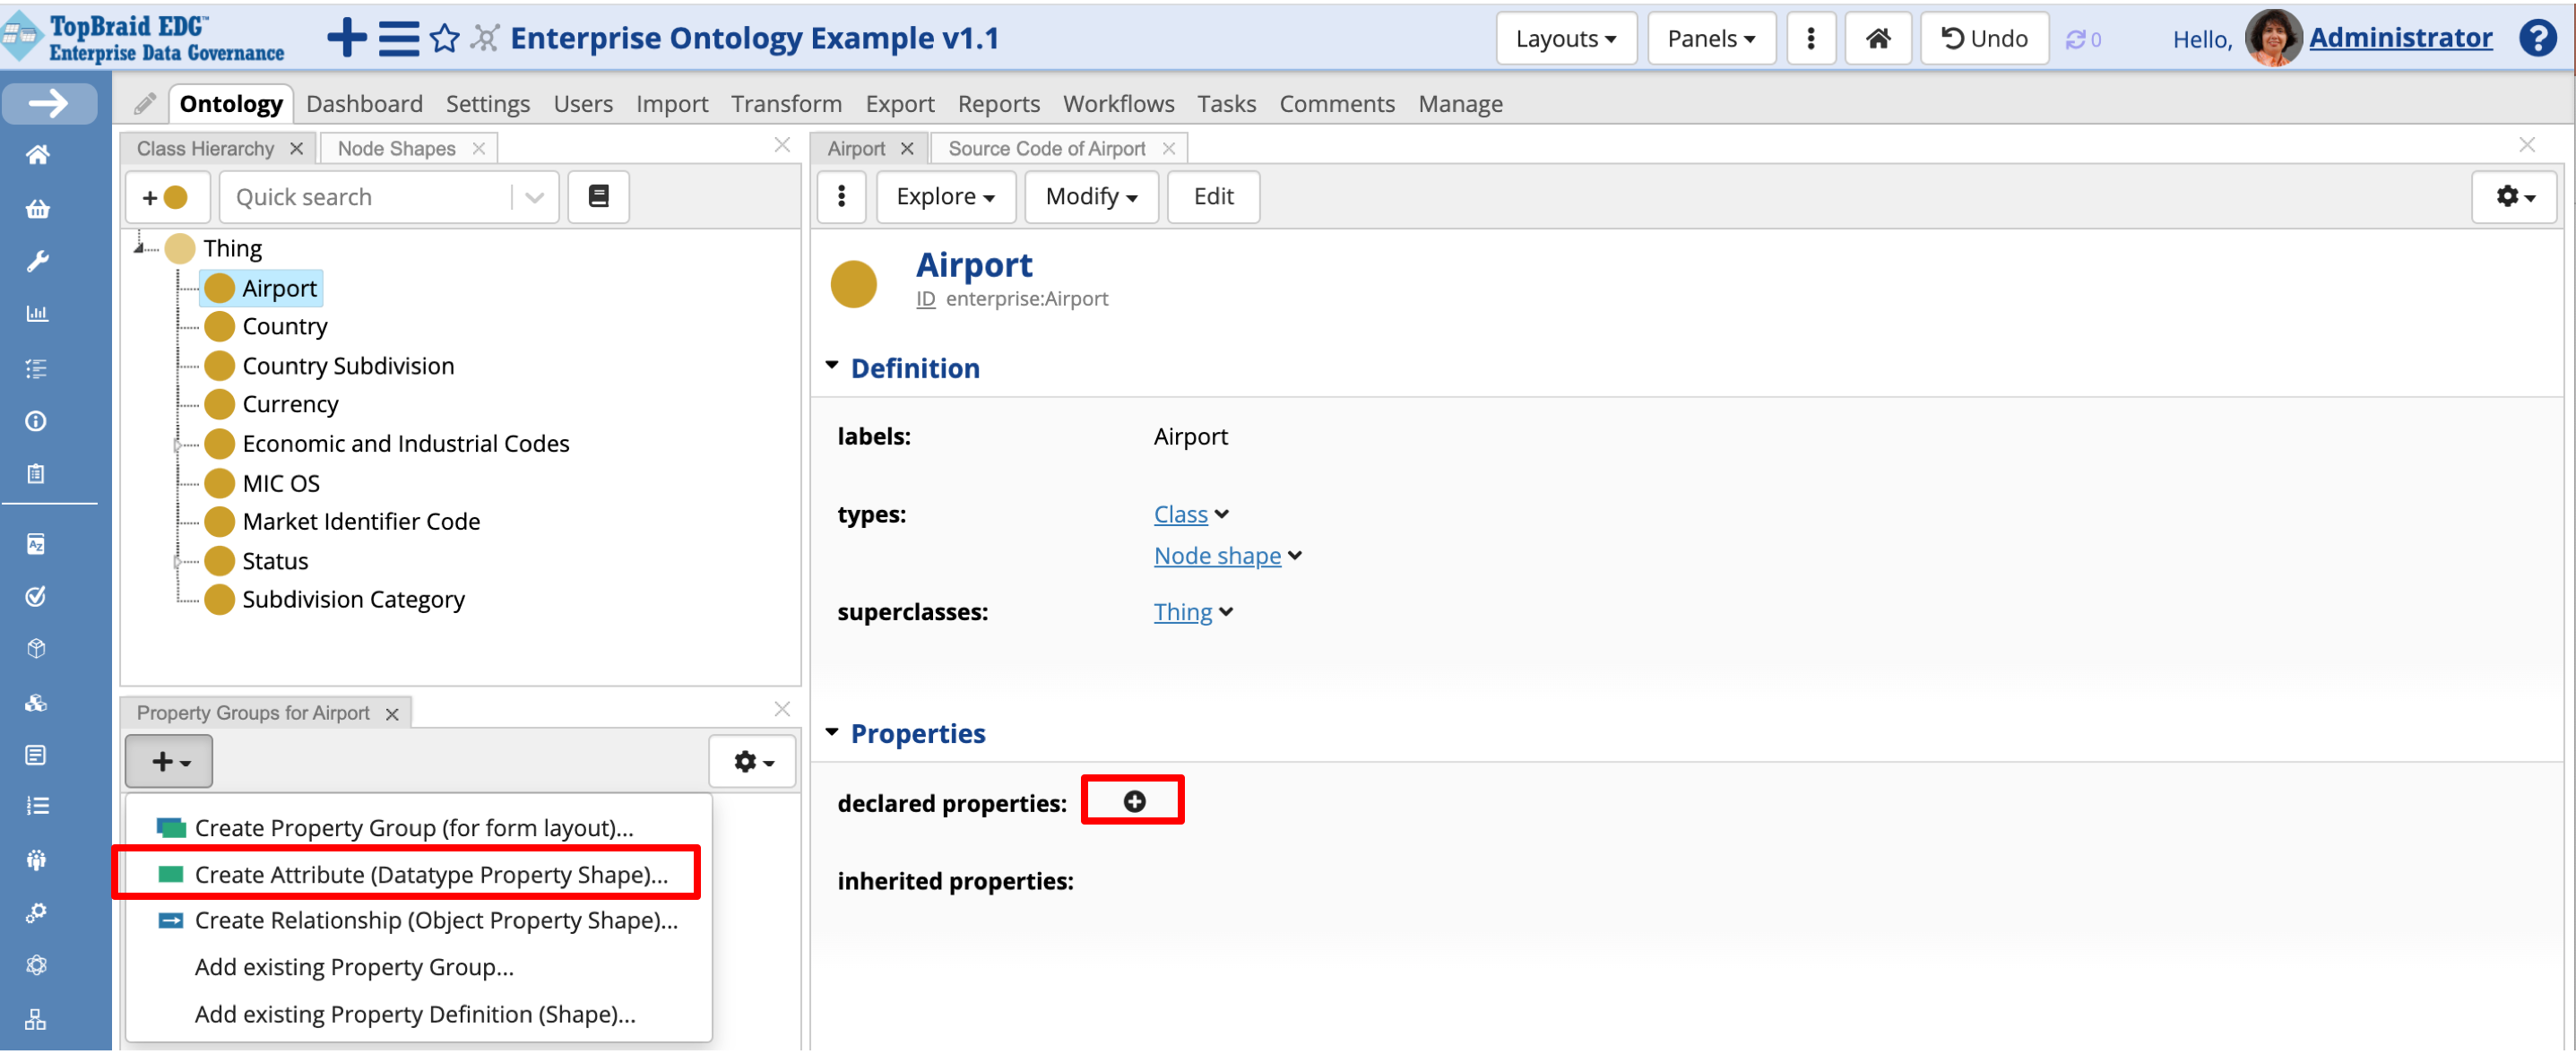 TopBraid EDG™
Enterprise Data Governance
Enterprise Ontology Example v1.1
Layouts
Panels
Undo
0
Hello,
Administrator
?
Ontology
Dashboard
Settings
Users
Import
Transform
Export
Reports
Workflows
Tasks
Comments
Manage
Class Hierarchy
Node Shapes
Quick search
Thing
Airport
Country
Country Subdivision
Currency
Economic and Industrial Codes
MIC OS
Market Identifier Code
Status
Subdivision Category
Property Groups for Airport
Create Property Group (for form layout)...
Create Attribute (Datatype Property Shape)...
Create Relationship (Object Property Shape)...
Add existing Property Group...
Add existing Property Definition (Shape)...
Airport
Source Code of Airport
Explore
Modify
Edit
Airport
ID enterprise:Airport
Definition
labels: Airport
types: Class
Node shape
superclasses: Thing
Properties
declared properties:
inherited properties: